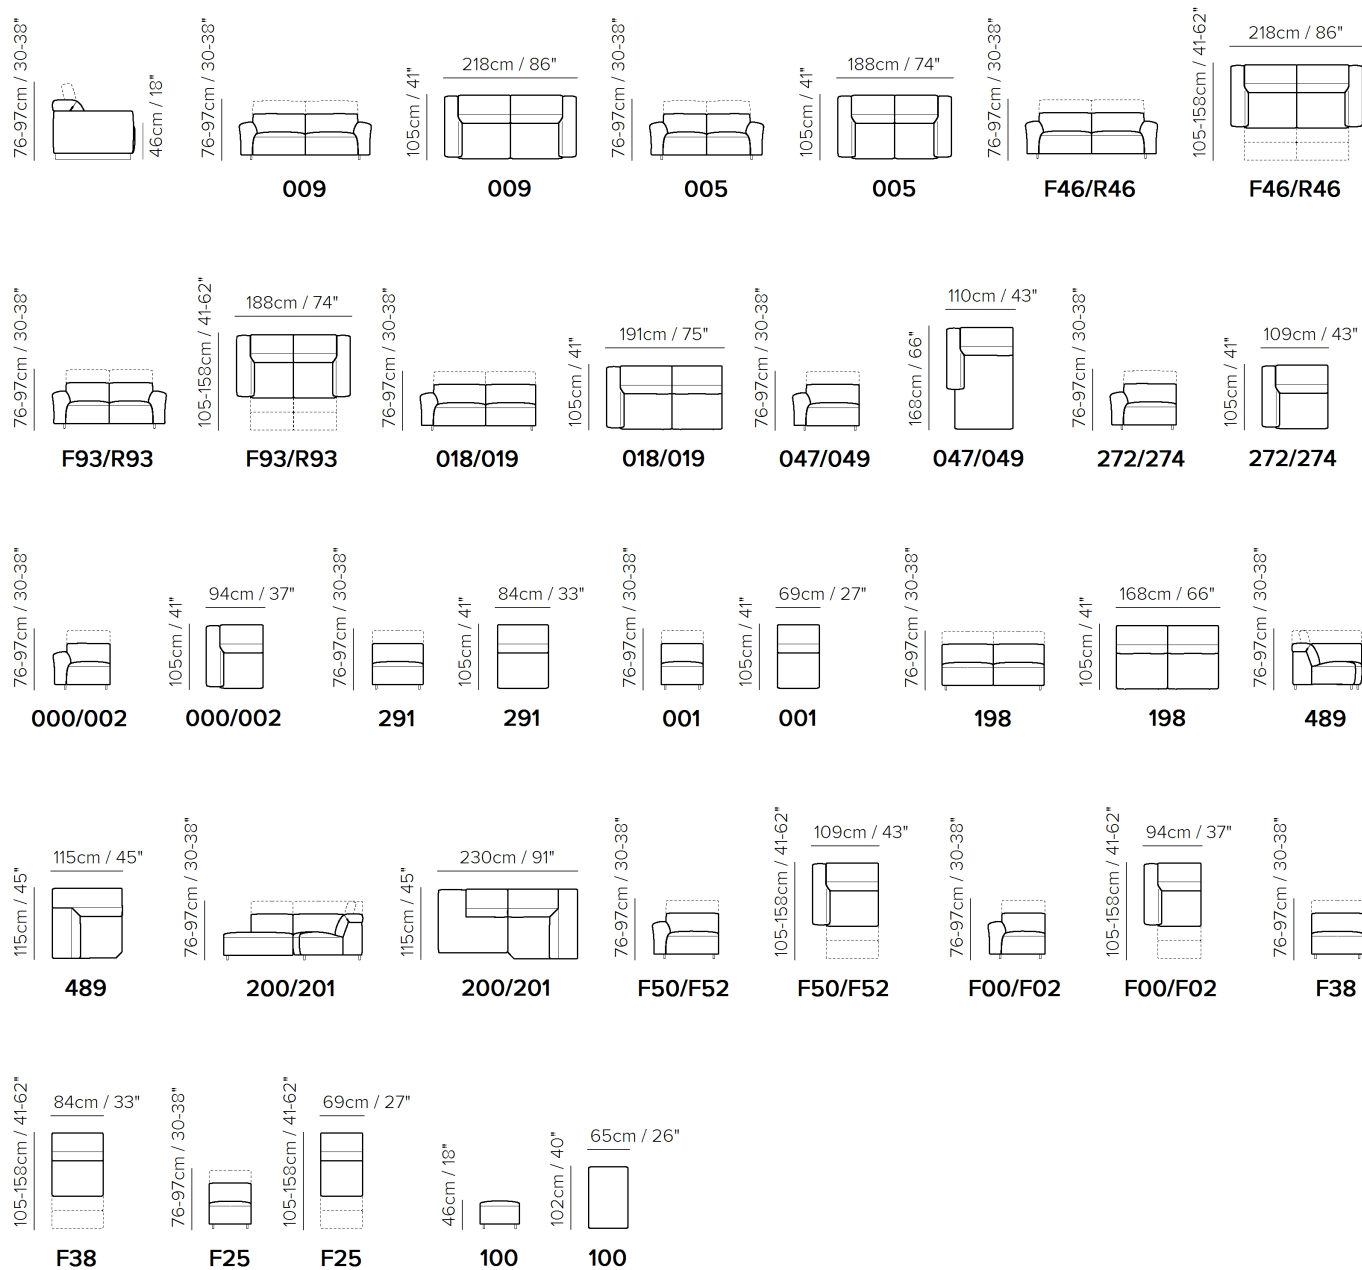 76-97cm / 30-38"
46cm / 18"
76-97cm / 30-38"
009
105cm / 41"
218cm / 86"
009
76-97cm / 30-38"
005
105cm / 41"
188cm / 74"
005
76-97cm / 30-38"
F46/R46
105-158cm / 41-62"
218cm / 86"
F46/R46
76-97cm / 30-38"
F93/R93
105-158cm / 41-62"
188cm / 74"
F93/R93
76-97cm / 30-38"
018/019
105cm / 41"
191cm / 75"
018/019
76-97cm / 30-38"
047/049
168cm / 66"
110cm / 43"
047/049
76-97cm / 30-38"
272/274
105cm / 41"
109cm / 43"
272/274
76-97cm / 30-38"
000/002
105cm / 41"
94cm / 37"
000/002
76-97cm / 30-38"
291
105cm / 41"
84cm / 33"
291
76-97cm / 30-38"
001
105cm / 41"
69cm / 27"
001
76-97cm / 30-38"
198
105cm / 41"
168cm / 66"
198
76-97cm / 30-38"
489
115cm / 45"
115cm / 45"
489
76-97cm / 30-38"
200/201
115cm / 45"
230cm / 91"
200/201
76-97cm / 30-38"
F50/F52
105-158cm / 41-62"
109cm / 43"
F50/F52
76-97cm / 30-38"
F00/F02
105-158cm / 41-62"
94cm / 37"
F00/F02
76-97cm / 30-38"
F38
105-158cm / 41-62"
84cm / 33"
F38
76-97cm / 30-38"
F25
105-158cm / 41-62"
69cm / 27"
F25
46cm / 18"
100
102cm / 40"
65cm / 26"
100